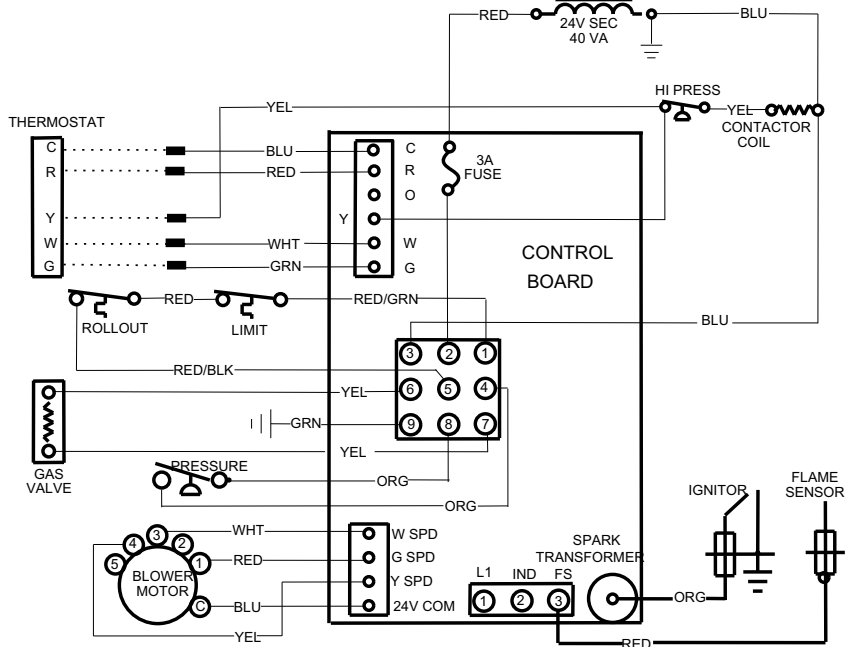 RED
24V SEC
40 VA
BLU
HI PRESS
YEL
YEL
CONTACTOR
COIL
THERMOSTAT
C
BLU
C
3A
FUSE
R
RED
R
O
Y
Y
W
WHT
W
G
GRN
G
CONTROL
BOARD
RED
RED/GRN
ROLLOUT
LIMIT
BLU
3
2
1
RED/BLK
YEL
6
5
4
GRN
9
8
7
YEL
GAS
VALVE
PRESSURE
ORG
ORG
IGNITOR
FLAME
SENSOR
WHT
W SPD
3
4
2
SPARK
TRANSFORMER
5
1
RED
G SPD
BLOWER
MOTOR
Y SPD
L1
IND
FS
C
BLU
24V COM
1
2
3
ORG
YEL
RED